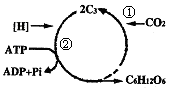 2C₃
①
[H]
CO₂
ATP
②
ADP+Pi
C₆H₁₂O₆